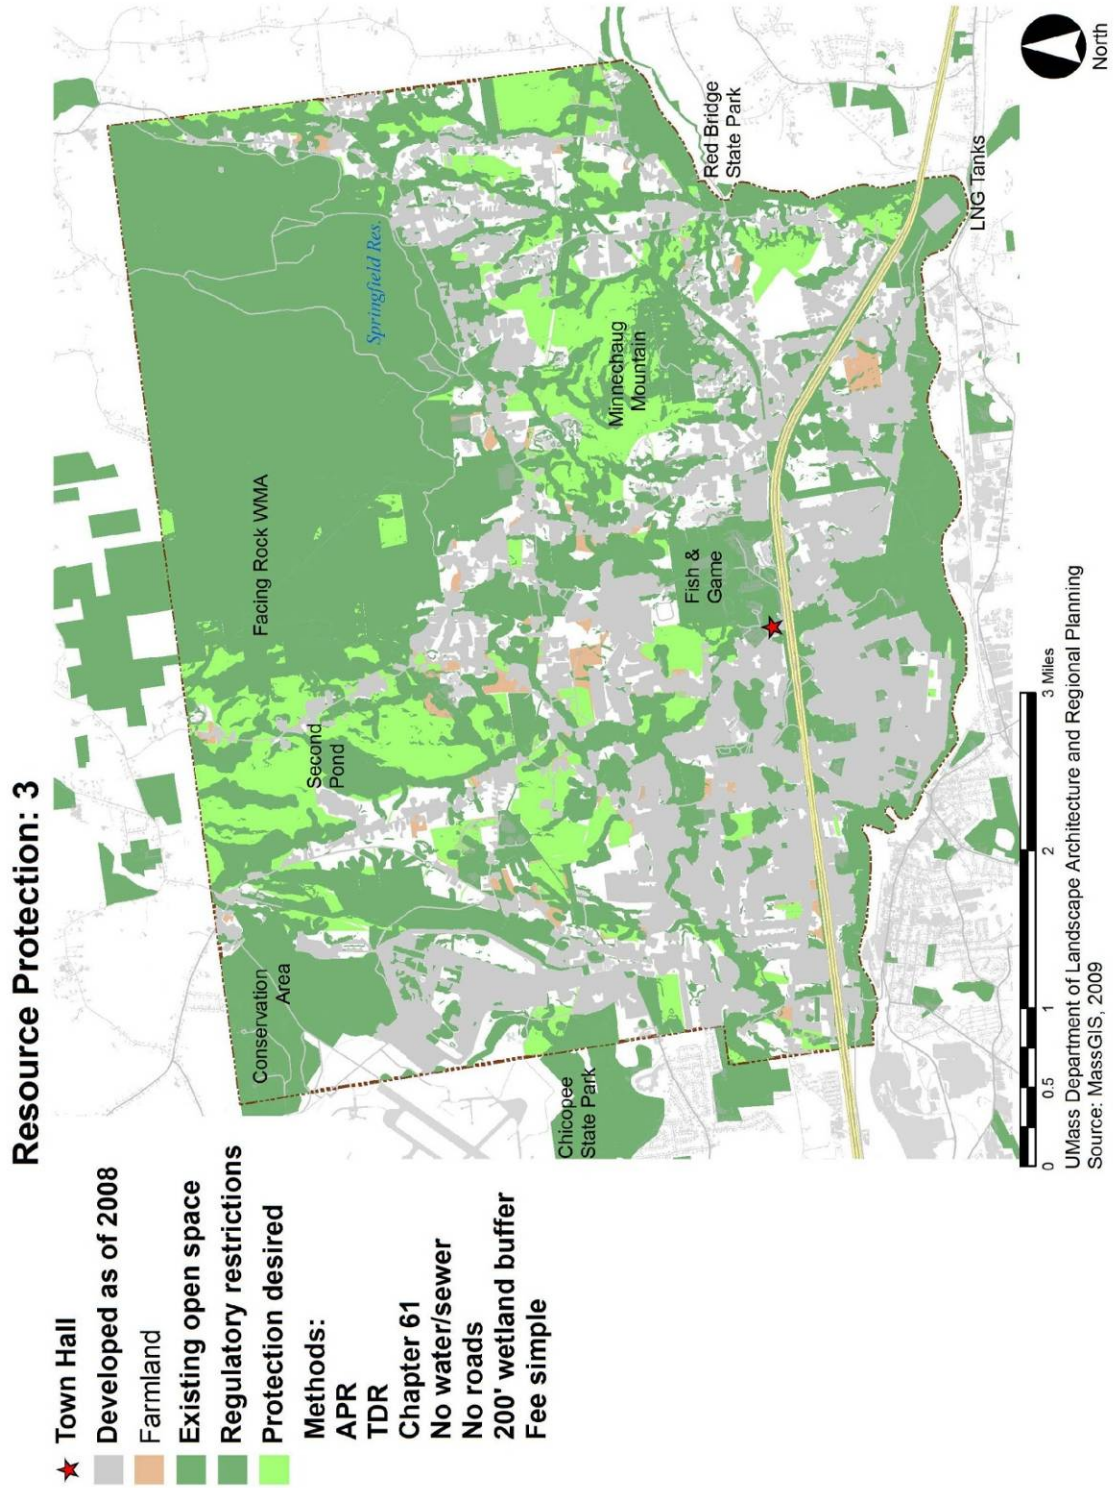 Resource Protection: 3
Town Hall
Developed as of 2008
Farmland
Existing open space
Regulatory restrictions
Protection desired
Methods:
APR
TDR
Chapter 61
No water/sewer
No roads
200' wetland buffer
Fee simple
Conservation
Area
Second
Pond
Facing Rock WMA
Springfield Res.
Chicopee
State Park
Fish &
Game
Minnechaug
Mountain
Red Bridge
State Park
LNG Tanks
0 0.5 1 2 3 Miles
UMass Department of Landscape Architecture and Regional Planning
Source: MassGIS, 2009
North